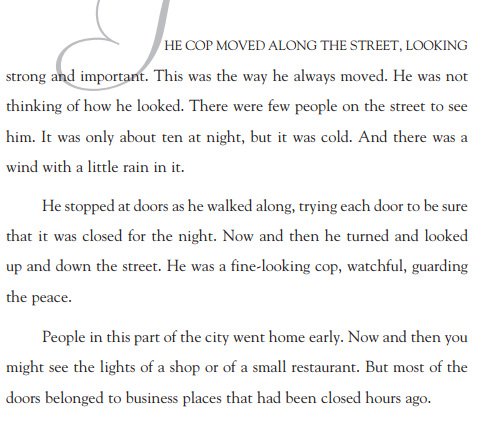 THE COP MOVED ALONG THE STREET, LOOKING
strong and important. This was the way he always moved. He was not
thinking of how he looked. There were few people on the street to see
him. It was only about ten at night, but it was cold. And there was a
wind with a little rain in it.
He stopped at doors as he walked along, trying each door to be sure
that it was closed for the night. Now and then he turned and looked
up and down the street. He was a fine-looking cop, watchful, guarding
the peace.
People in this part of the city went home early. Now and then you
might see the lights of a shop or of a small restaurant. But most of the
doors belonged to business places that had been closed hours ago.